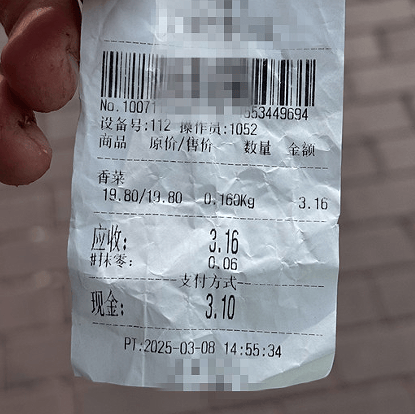 No.10071 553449694
设备号:112 操作员:1052
商品 原价/售价 数量 金额
香菜
19.80/19.80 0.160Kg 3.16
应收: 3.16
抹零: 0.06
支付方式
现金: 3.10
PT:2025-03-08 14:55:34